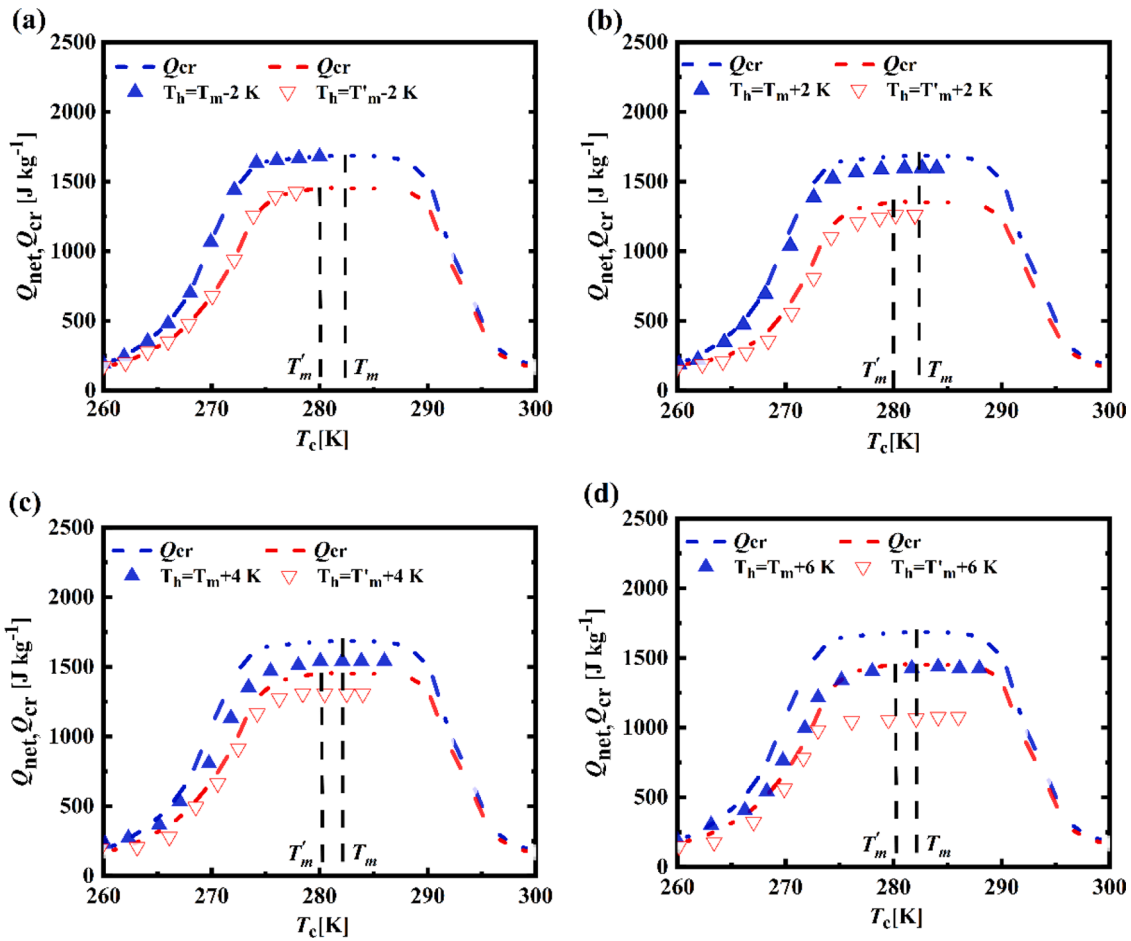 (a)
2500
2000
1500
1000
500
0
Qnet,Qcr [J kg-1]
Qcr Qcr
Th=Tm-2 K Th=T'm-2 K
T'm Tm
260 270 280 290 300
Tc[K]
(b)
2500
2000
1500
1000
500
0
Qnet,Qcr [J kg-1]
Qcr Qcr
Th=Tm+2 K Th=T'm+2 K
T'm Tm
260 270 280 290 300
Tc[K]
(c)
2500
2000
1500
1000
500
0
Qnet,Qcr [J kg-1]
Qcr Qcr
Th=Tm+4 K Th=T'm+4 K
T'm Tm
260 270 280 290 300
Tc[K]
(d)
2500
2000
1500
1000
500
0
Qnet,Qcr [J kg-1]
Qcr Qcr
Th=Tm+6 K Th=T'm+6 K
T'm Tm
260 270 280 290 300
Tc[K]